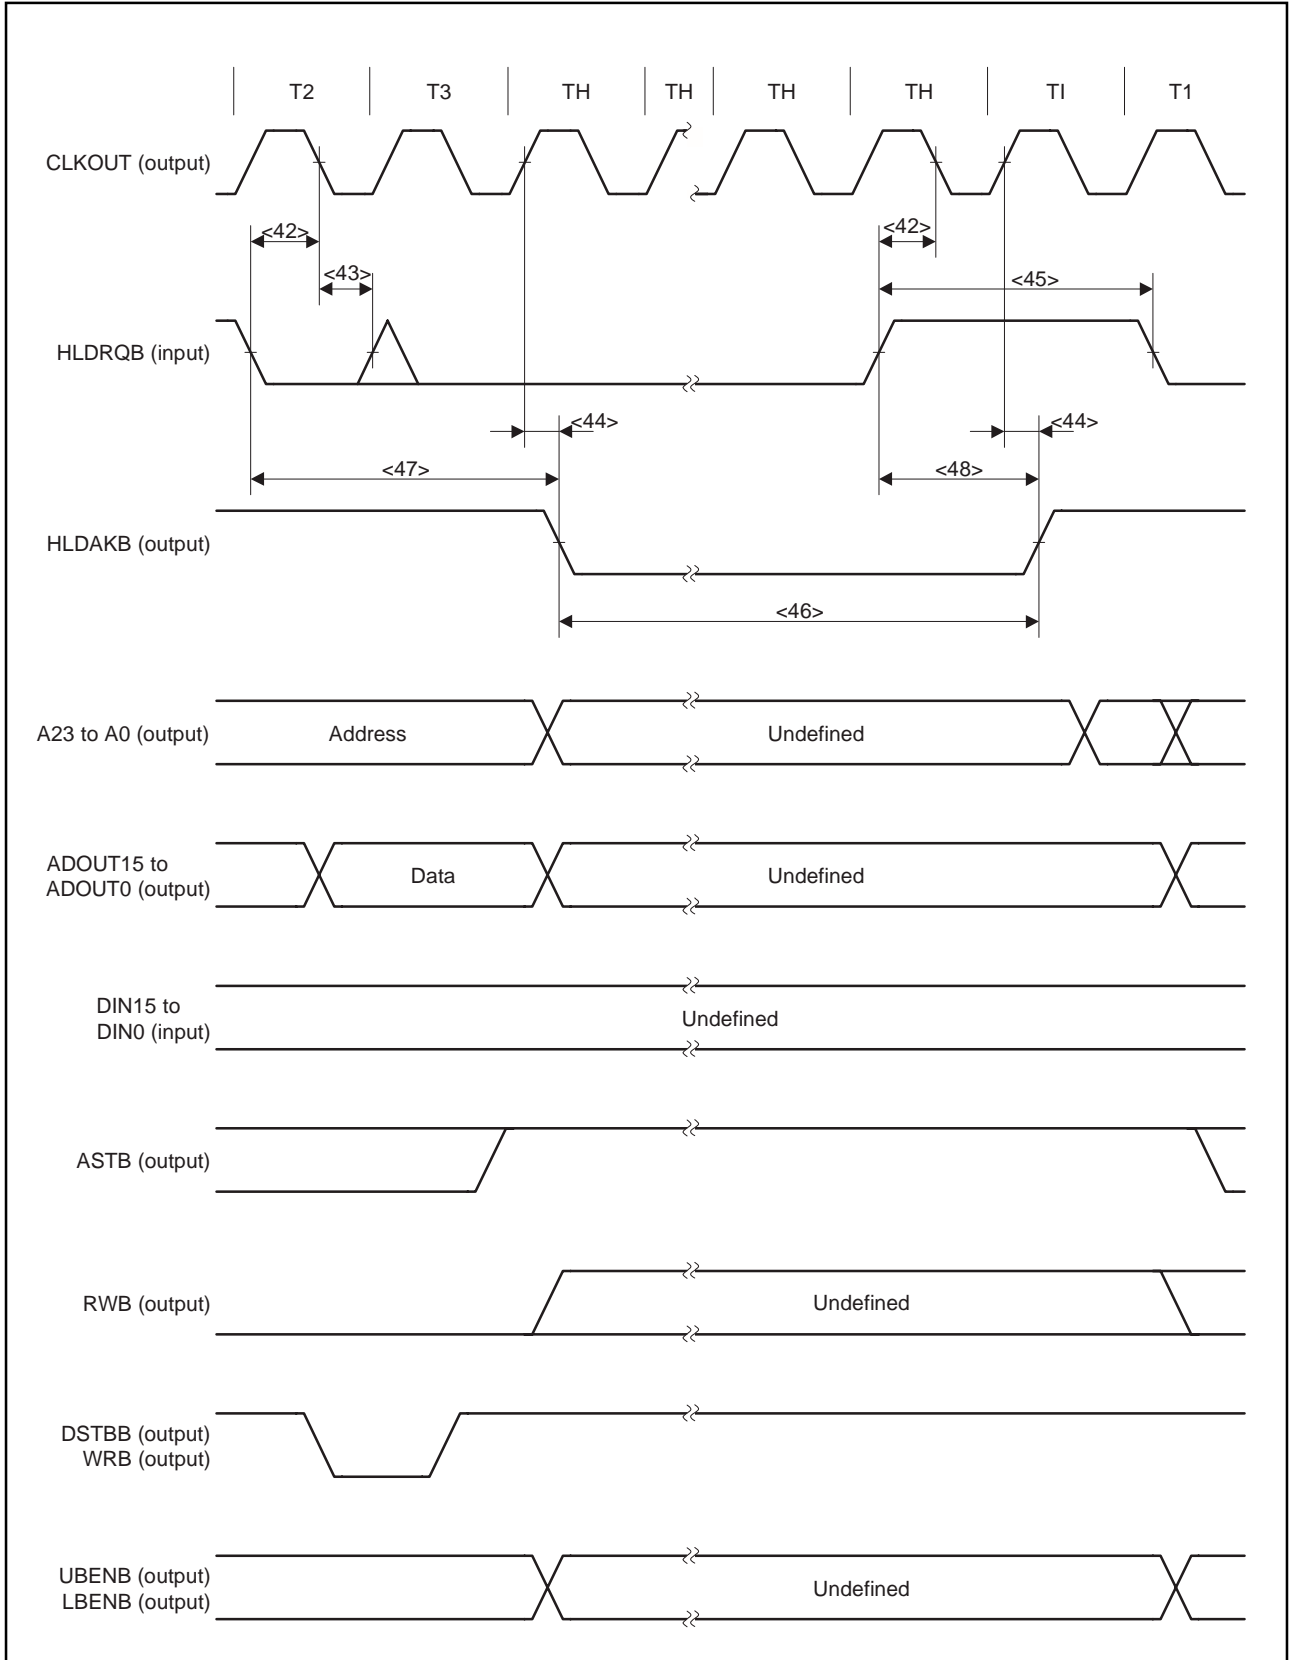 T2 T3 TH TH TH TH TI T1
CLKOUT (output)
<42> <42>
<43> <45>
HLDRQB (input)
<44> <44>
<47> <48>
HLDAKB (output)
<46>
A23 to A0 (output) Address Undefined
ADOUT15 to
ADOUT0 (output) Data Undefined
DIN15 to
DIN0 (input) Undefined
ASTB (output)
RWB (output) Undefined
DSTBB (output)
WRB (output)
UBENB (output)
LBENB (output) Undefined